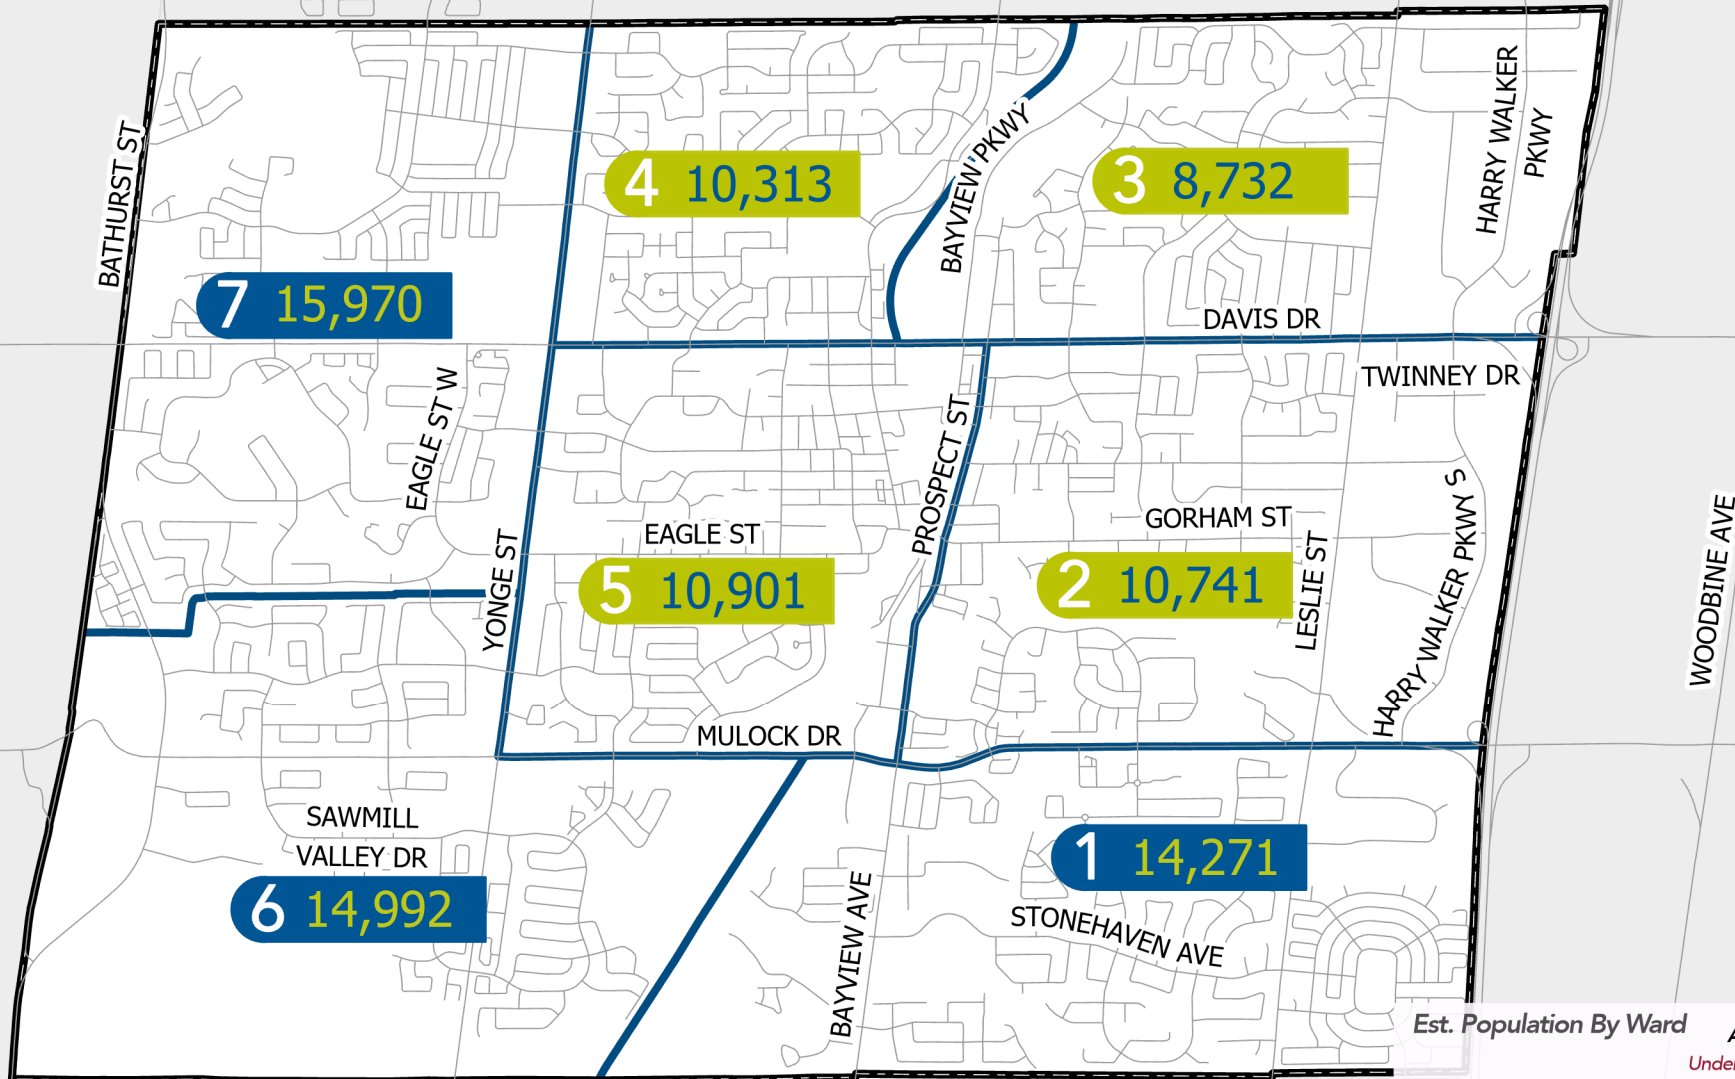 HARRY WALKER
PKWY
BATHURST ST
BAYVIEW PKWY
4 10,313
3 8,732
7 15,970
DAVIS DR
TWINNEY DR
EAGLE ST W
PROSPECT ST
HARRY WALKER PKWY S
WOODBINE AVE
EAGLE ST
GORHAM ST
YONGE ST
LESLIE ST
5 10,901
2 10,741
MULOCK DR
SAWMILL
VALLEY DR
6 14,992
1 14,271
BAYVIEW AVE
STONEHAVEN AVE
Est. Population By Ward